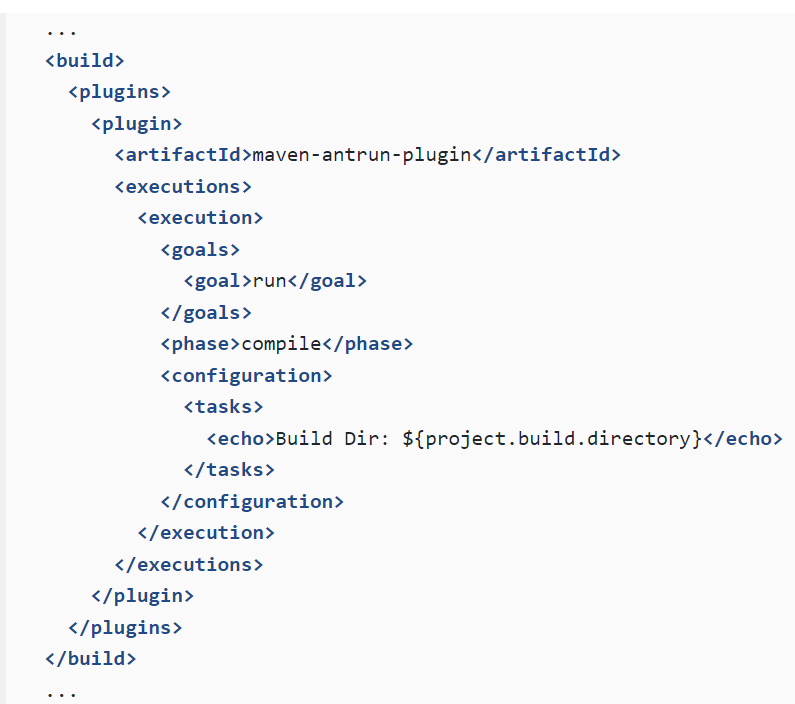 ...
<build>
  <plugins>
    <plugin>
      <artifactId>maven-antrun-plugin</artifactId>
      <executions>
        <execution>
          <goals>
            <goal>run</goal>
          </goals>
          <phase>compile</phase>
          <configuration>
            <tasks>
              <echo>Build Dir: ${project.build.directory}</echo>
            </tasks>
          </configuration>
        </execution>
      </executions>
    </plugin>
  </plugins>
</build>
...